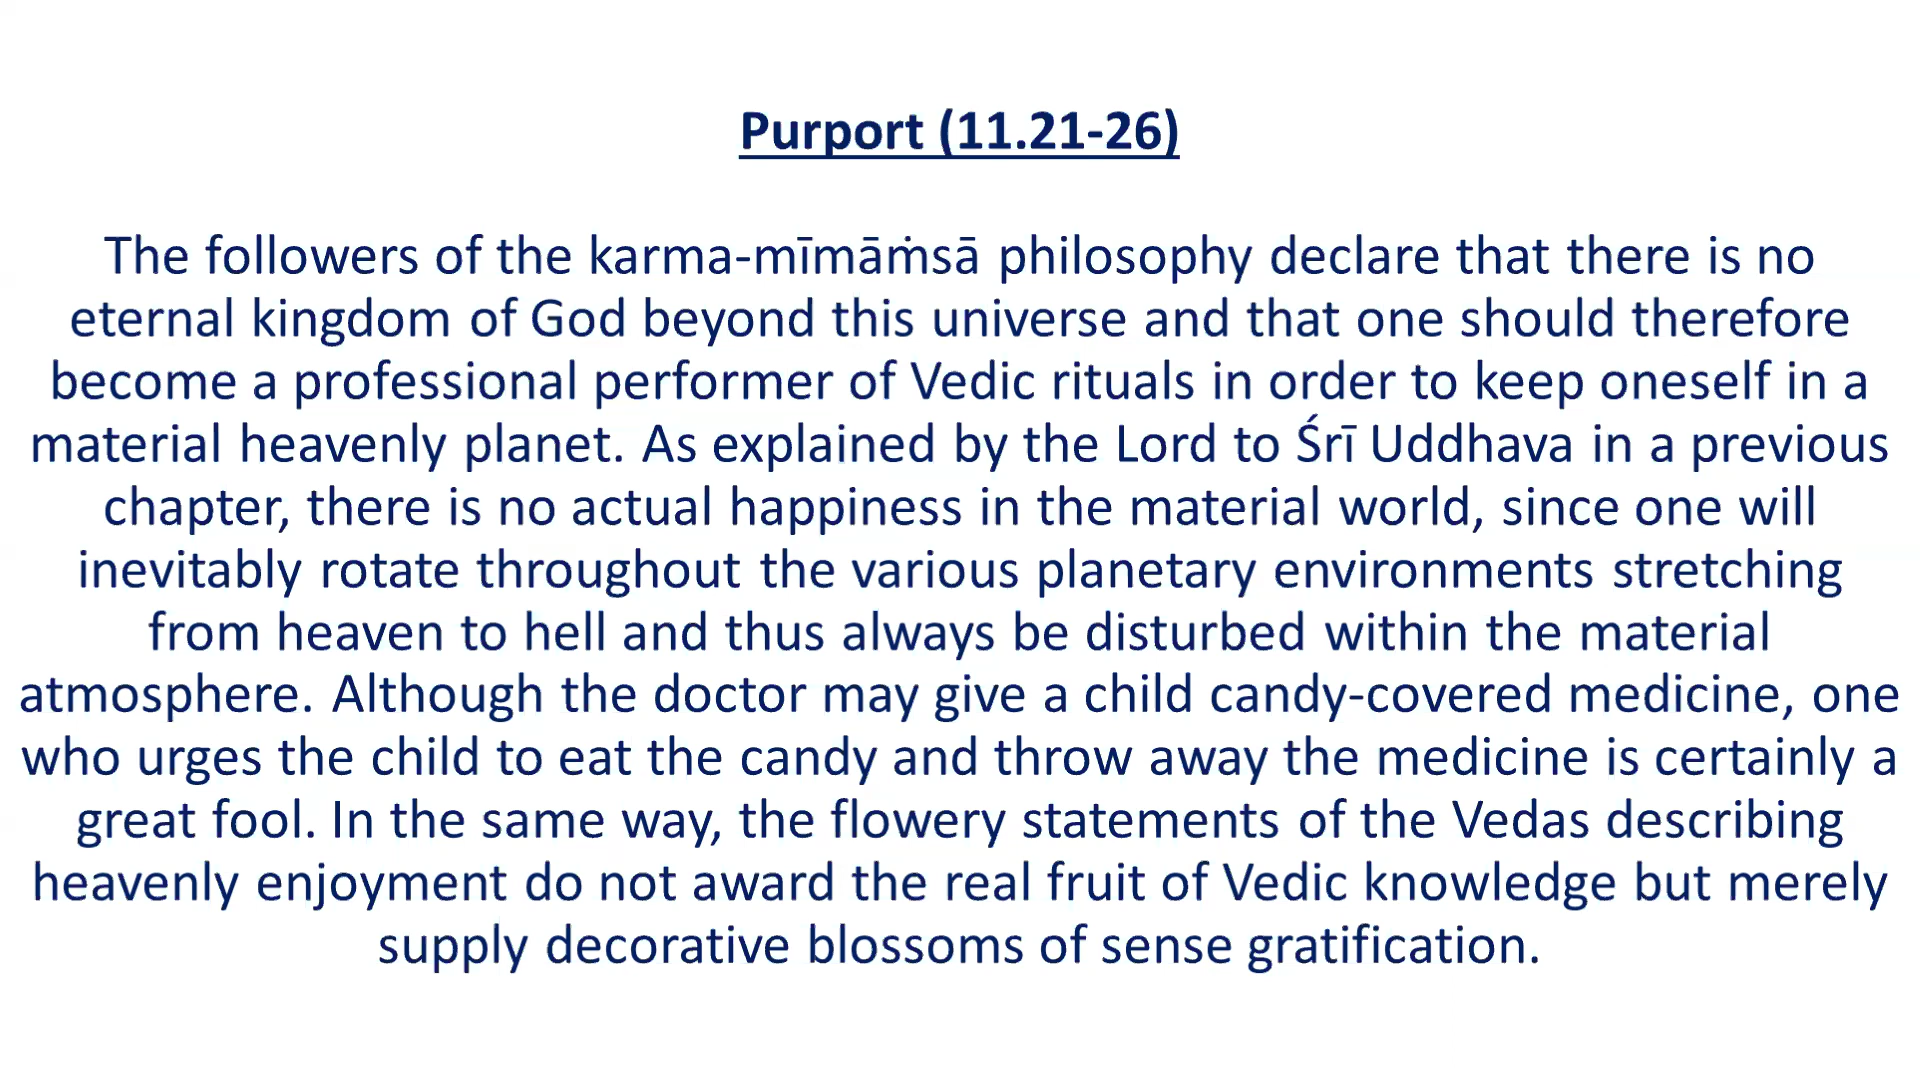 Purport (11.21-26)
The followers of the karma-mīmāṁsā philosophy declare that there is no
eternal kingdom of God beyond this universe and that one should therefore
become a professional performer of Vedic rituals in order to keep oneself in a
material heavenly planet. As explained by the Lord to Śrī Uddhava in a previous
chapter, there is no actual happiness in the material world, since one will
inevitably rotate throughout the various planetary environments stretching
from heaven to hell and thus always be disturbed within the material
atmosphere. Although the doctor may give a child candy-covered medicine, one
who urges the child to eat the candy and throw away the medicine is certainly a
great fool. In the same way, the flowery statements of the Vedas describing
heavenly enjoyment do not award the real fruit of Vedic knowledge but merely
supply decorative blossoms of sense gratification.